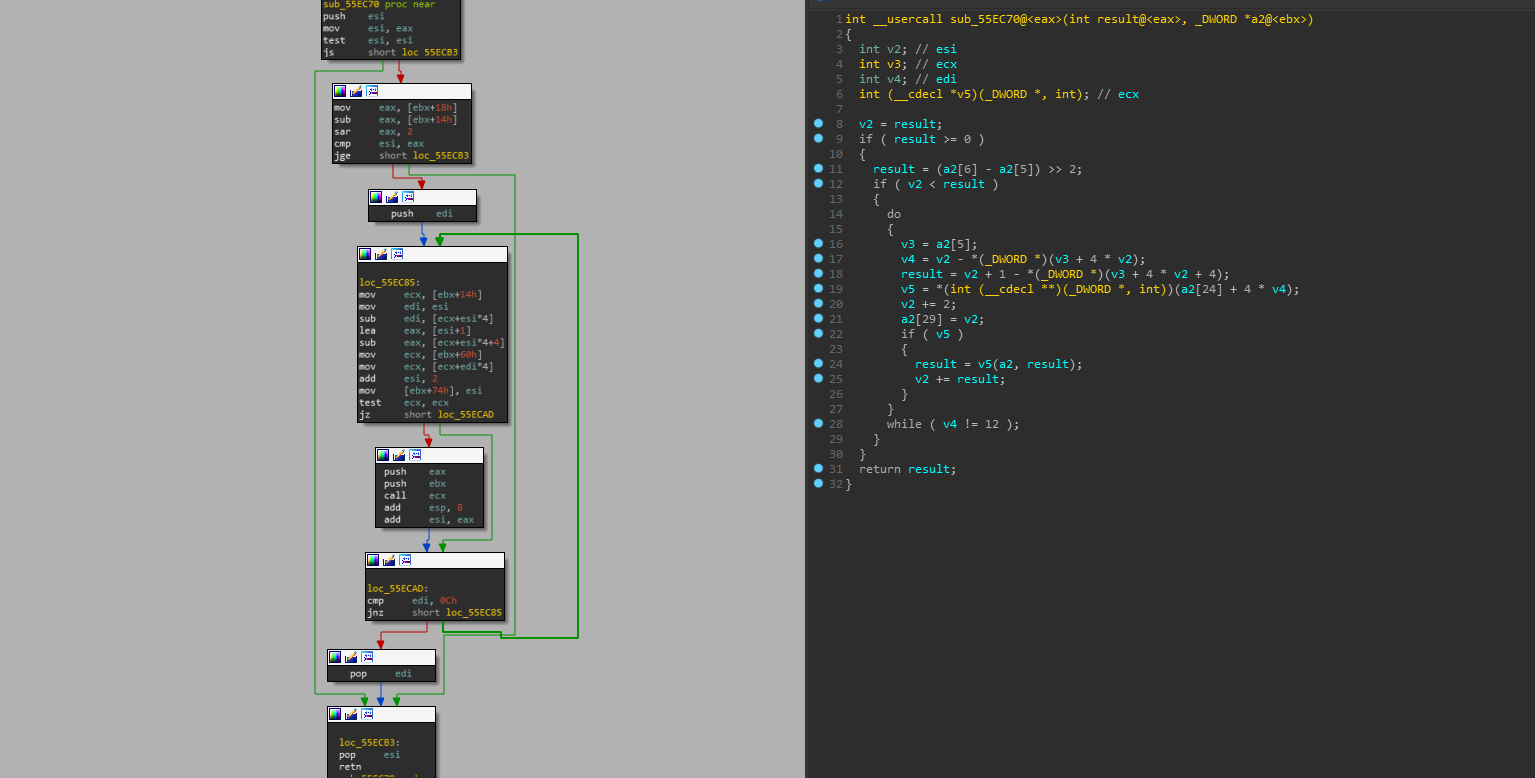 sub_55EC70 proc near
push esi
mov esi, eax
test esi, esi
js short loc_55ECB3
mov eax, [ebx+18h]
sub eax, [ebx+14h]
sar eax, 2
cmp esi, eax
jge short loc_55ECB3
push edi
loc_55EC85:
mov ecx, [ebx+14h]
mov edi, esi
sub edi, [ecx+esi*4]
lea eax, [esi+1]
sub eax, [ecx+esi*4+4]
mov ecx, [ebx+60h]
mov ecx, [ecx+edi*4]
add esi, 2
mov [ebx+74h], esi
test ecx, ecx
jz short loc_55ECAD
push eax
push ebx
call ecx
add esp, 8
add esi, eax
loc_55ECAD:
cmp edi, 0Ch
jnz short loc_55EC85
pop edi
loc_55ECB3:
pop esi
retn
1 int __usercall sub_55EC70@<eax>(int result@<eax>, _DWORD *a2@<ebx>)
2 {
3 int v2; // esi
4 int v3; // ecx
5 int v4; // edi
6 int (__cdecl *v5)(_DWORD *, int); // ecx
7
8 v2 = result;
9 if ( result >= 0 )
10 {
11 result = (a2[6] - a2[5]) >> 2;
12 if ( v2 < result )
13 {
14 do
15 {
16 v3 = a2[5];
17 v4 = v2 - *(_DWORD *)(v3 + 4 * v2);
18 result = v2 + 1 - *(_DWORD *)(v3 + 4 * v2 + 4);
19 v5 = *(int (__cdecl **)(_DWORD *, int))(a2[24] + 4 * v4);
20 v2 += 2;
21 a2[29] = v2;
22 if ( v5 )
23 {
24 result = v5(a2, result);
25 v2 += result;
26 }
27 }
28 while ( v4 != 12 );
29 }
30 }
31 return result;
32 }